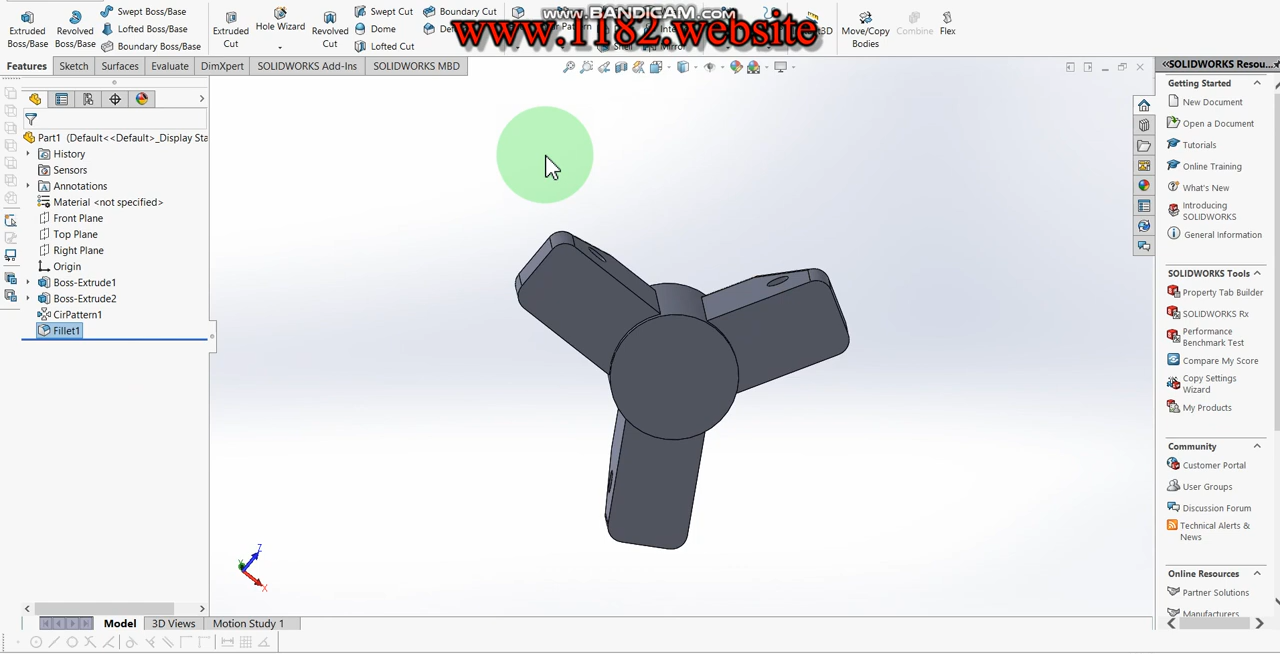 www.BANDICAM.com
www.1182.website
Extruded Boss/Base
Revolved Boss/Base
Swept Boss/Base
Lofted Boss/Base
Boundary Boss/Base
Extruded Cut
Hole Wizard
Revolved Cut
Swept Cut
Dome
Lofted Cut
Boundary Cut
Move/Copy Bodies
Combine
Flex
Features
Sketch
Surfaces
Evaluate
DimXpert
SOLIDWORKS Add-Ins
SOLIDWORKS MBD
Part1 (Default<<Default>_Display Sta
History
Sensors
Annotations
Material <not specified>
Front Plane
Top Plane
Right Plane
Origin
Boss-Extrude1
Boss-Extrude2
CirPattern1
Fillet1
Z
X
Model
3D Views
Motion Study 1
SOLIDWORKS Resou...
Getting Started
New Document
Open a Document
Tutorials
Online Training
What's New
Introducing SOLIDWORKS
General Information
SOLIDWORKS Tools
Property Tab Builder
SOLIDWORKS Rx
Performance Benchmark Test
Compare My Score
Copy Settings Wizard
My Products
Community
Customer Portal
User Groups
Discussion Forum
Technical Alerts & News
Online Resources
Partner Solutions
Manufacturers